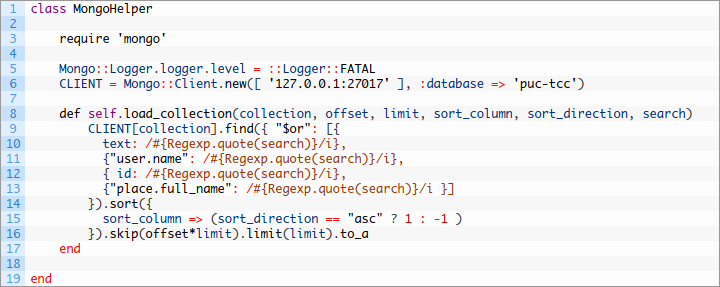 1 class MongoHelper
2
3     require 'mongo'
4
5     Mongo::Logger.logger.level = ::Logger::FATAL
6     CLIENT = Mongo::Client.new([ '127.0.0.1:27017' ], :database => 'puc-tcc')
7
8     def self.load_collection(collection, offset, limit, sort_column, sort_direction, search)
9         CLIENT[collection].find({ "$or": [{
10           text: /#{Regexp.quote(search)}/i},
11           {"user.name": /#{Regexp.quote(search)}/i},
12           { id: /#{Regexp.quote(search)}/i},
13           {"place.full_name": /#{Regexp.quote(search)}/i }]
14         }).sort({
15           sort_column => (sort_direction == "asc" ? 1 : -1 )
16         }).skip(offset*limit).limit(limit).to_a
17     end
18
19 end